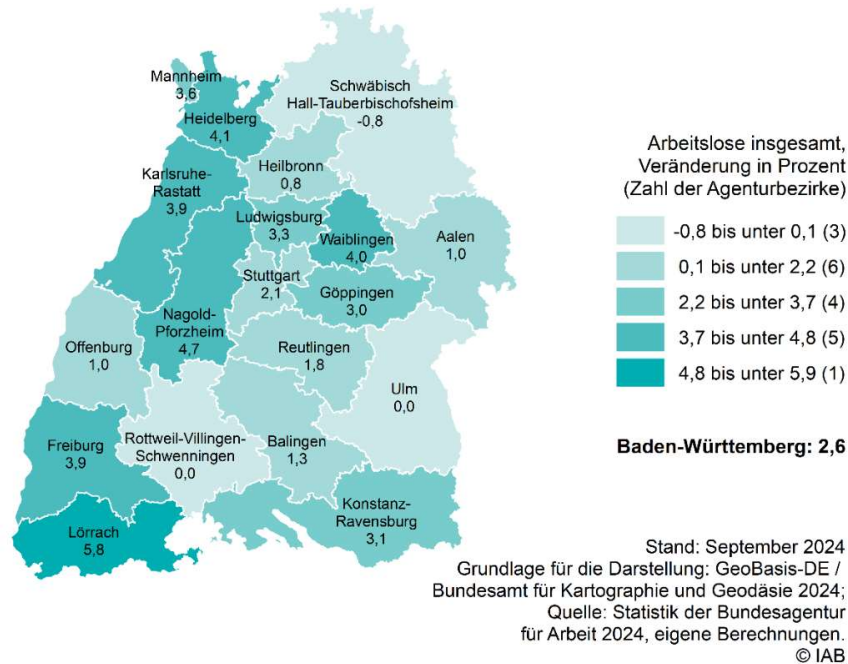 Mannheim
3,6
Heidelberg
4,1
Schwäbisch
Hall-Tauberbischofsheim
-0,8
Karlsruhe-
Rastatt
3,9
Heilbronn
0,8
Ludwigsburg
3,3
Waiblingen
4,0
Aalen
1,0
Stuttgart
2,1
Göppingen
3,0
Nagold-
Pforzheim
4,7
Offenburg
1,0
Reutlingen
1,8
Ulm
0,0
Freiburg
3,9
Rottweil-Villingen-
Schwenningen
0,0
Balingen
1,3
Konstanz-
Ravensburg
3,1
Lörrach
5,8
Arbeitslose insgesamt,
Veränderung in Prozent
(Zahl der Agenturbezirke)
-0,8 bis unter 0,1 (3)
0,1 bis unter 2,2 (6)
2,2 bis unter 3,7 (4)
3,7 bis unter 4,8 (5)
4,8 bis unter 5,9 (1)
Baden-Württemberg: 2,6
Stand: September 2024
Grundlage für die Darstellung: GeoBasis-DE /
Bundesamt für Kartographie und Geodäsie 2024;
Quelle: Statistik der Bundesagentur
für Arbeit 2024, eigene Berechnungen.
© IAB